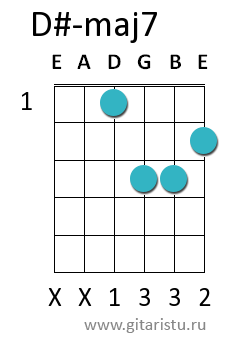 D#-maj7
E A D G B E
1
X X 1 3 3 2
www.gitaristu.ru